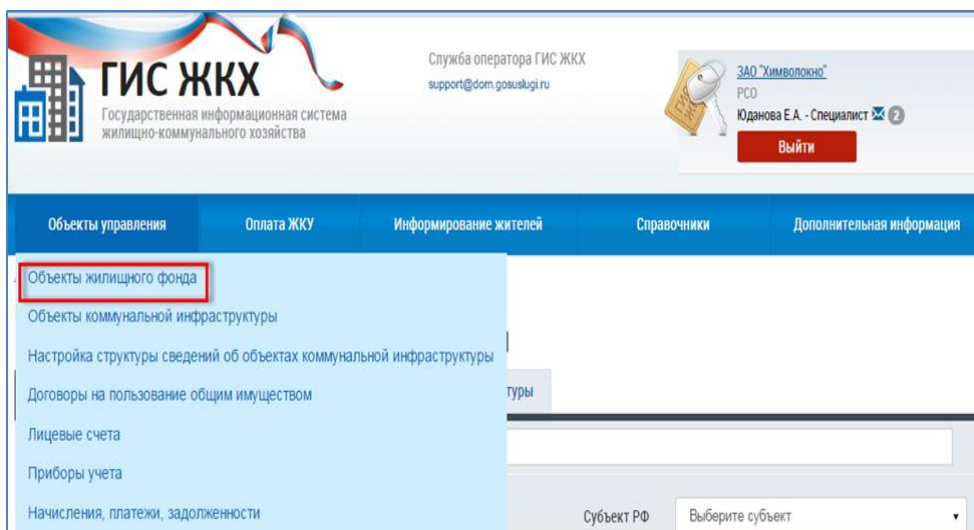 ГИС ЖКХ
Государственная информационная система
жилищно-коммунального хозяйства
Служба оператора ГИС ЖКХ
support@dom.gosuslugi.ru
ЗАО "Химволокно"
РСО
Юданова Е.А. - Специалист 2
Выйти
Объекты управления
Оплата ЖКУ
Информирование жителей
Справочники
Дополнительная информация
Объекты жилищного фонда
Объекты коммунальной инфраструктуры
Настройка структуры сведений об объектах коммунальной инфраструктуры
Договоры на пользование общим имуществом
туры
Лицевые счета
Приборы учета
Начисления, платежи, задолженности
Субъект РФ
Выберите субъект